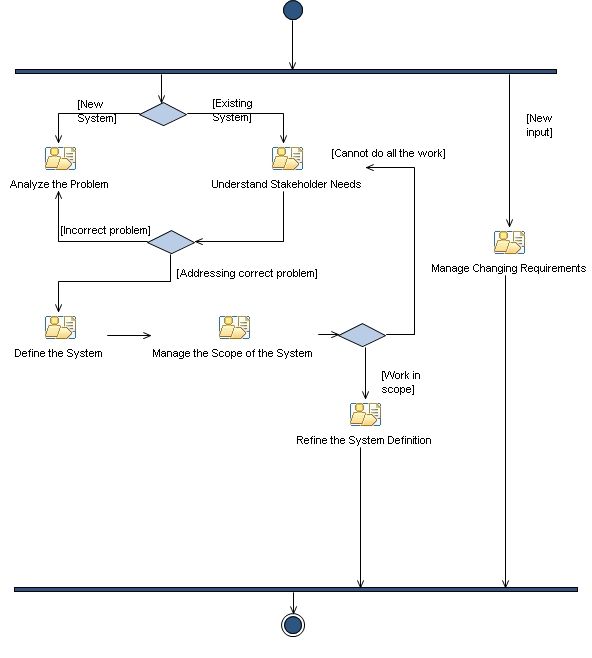 [New
System]
[Existing
System]
[New
input]
[Cannot do all the work]
Analyze the Problem
Understand Stakeholder Needs
[Incorrect problem]
Manage Changing Requirements
[Addressing correct problem]
Define the System
Manage the Scope of the System
[Work in
scope]
Refine the System Definition